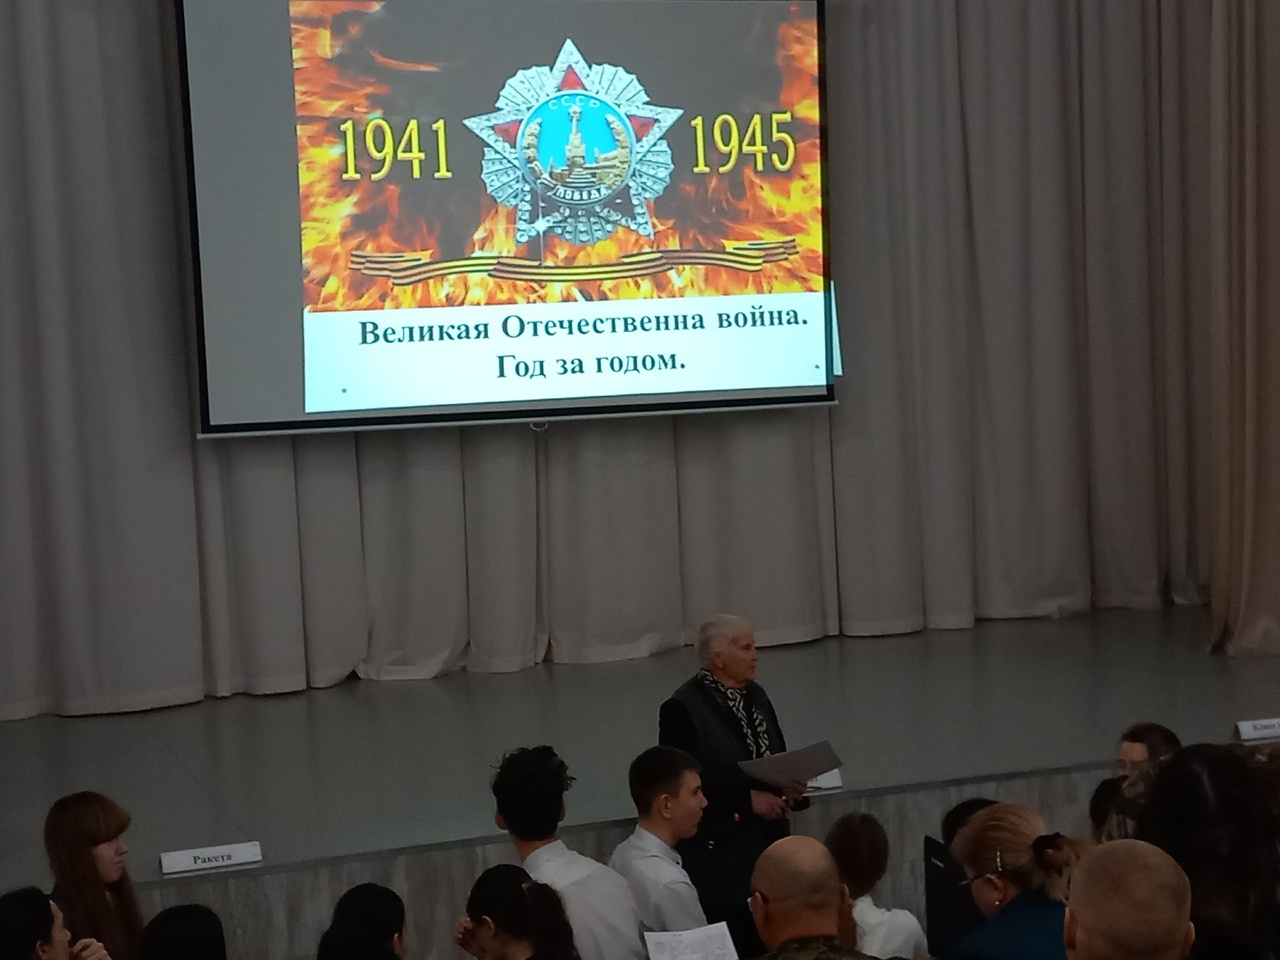 1941
СССР
1945
ПОБЕДА
Великая Отечественна война.
Год за годом.
Ракета